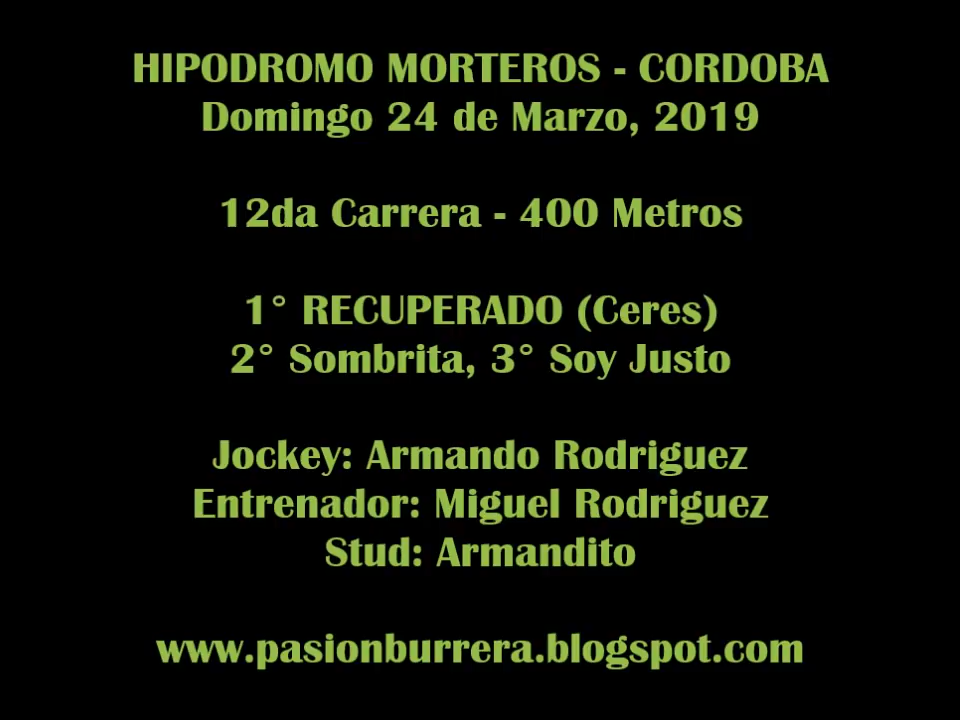 HIPODROMO MORTEROS - CORDOBA
Domingo 24 de Marzo, 2019
12da Carrera - 400 Metros
1° RECUPERADO (Ceres)
2° Sombrita, 3° Soy Justo
Jockey: Armando Rodriguez
Entrenador: Miguel Rodriguez
Stud: Armandito
www.pasionburrera.blogspot.com